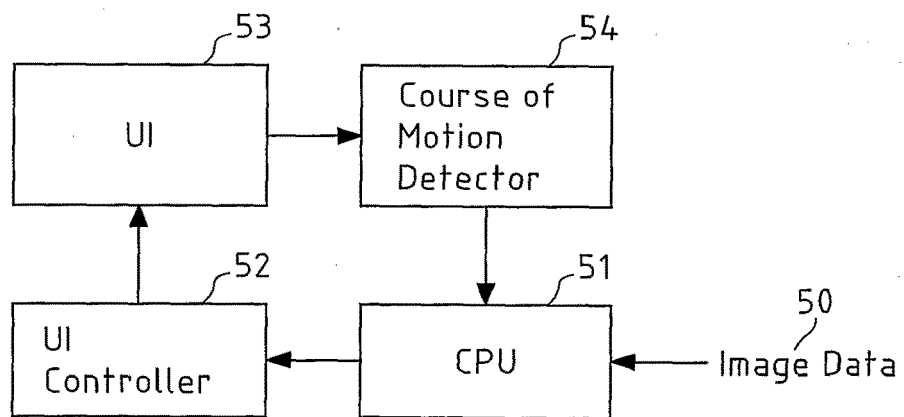 53
54
UI
Course of
Motion
Detector
52
51
50
UI
Controller
CPU
Image Data